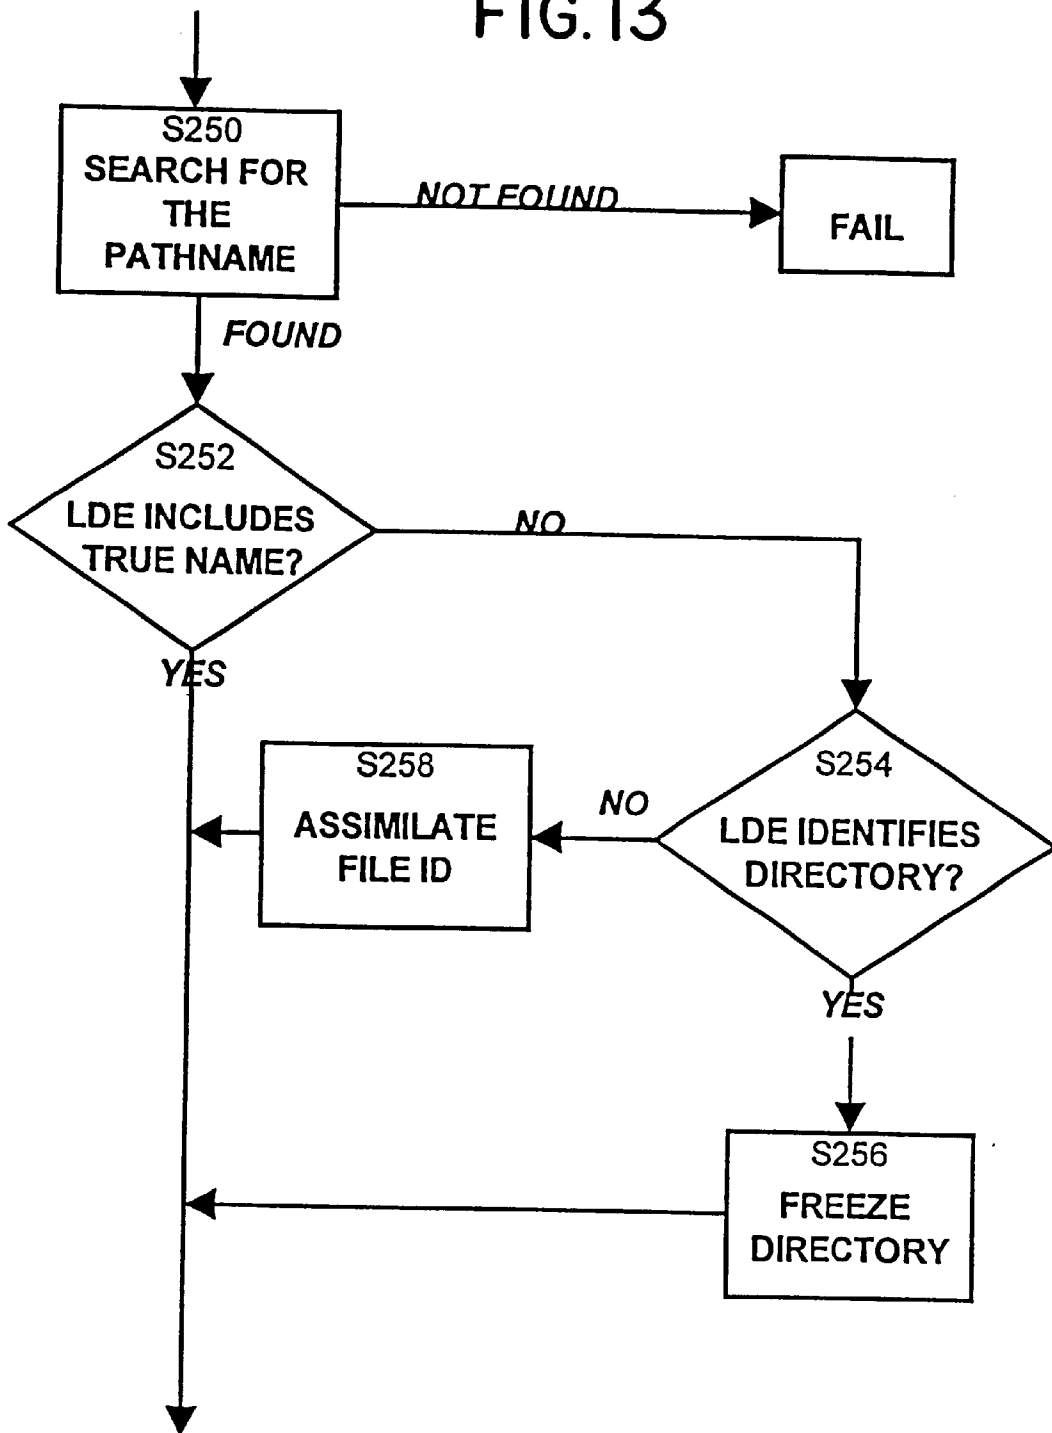 FIG. 13
S250
SEARCH FOR
THE
PATHNAME
NOT FOUND
FAIL
FOUND
S252
LDE INCLUDES
TRUE NAME?
NO
YES
S254
LDE IDENTIFIES
DIRECTORY?
NO
S258
ASSIMILATE
FILE ID
YES
S256
FREEZE
DIRECTORY